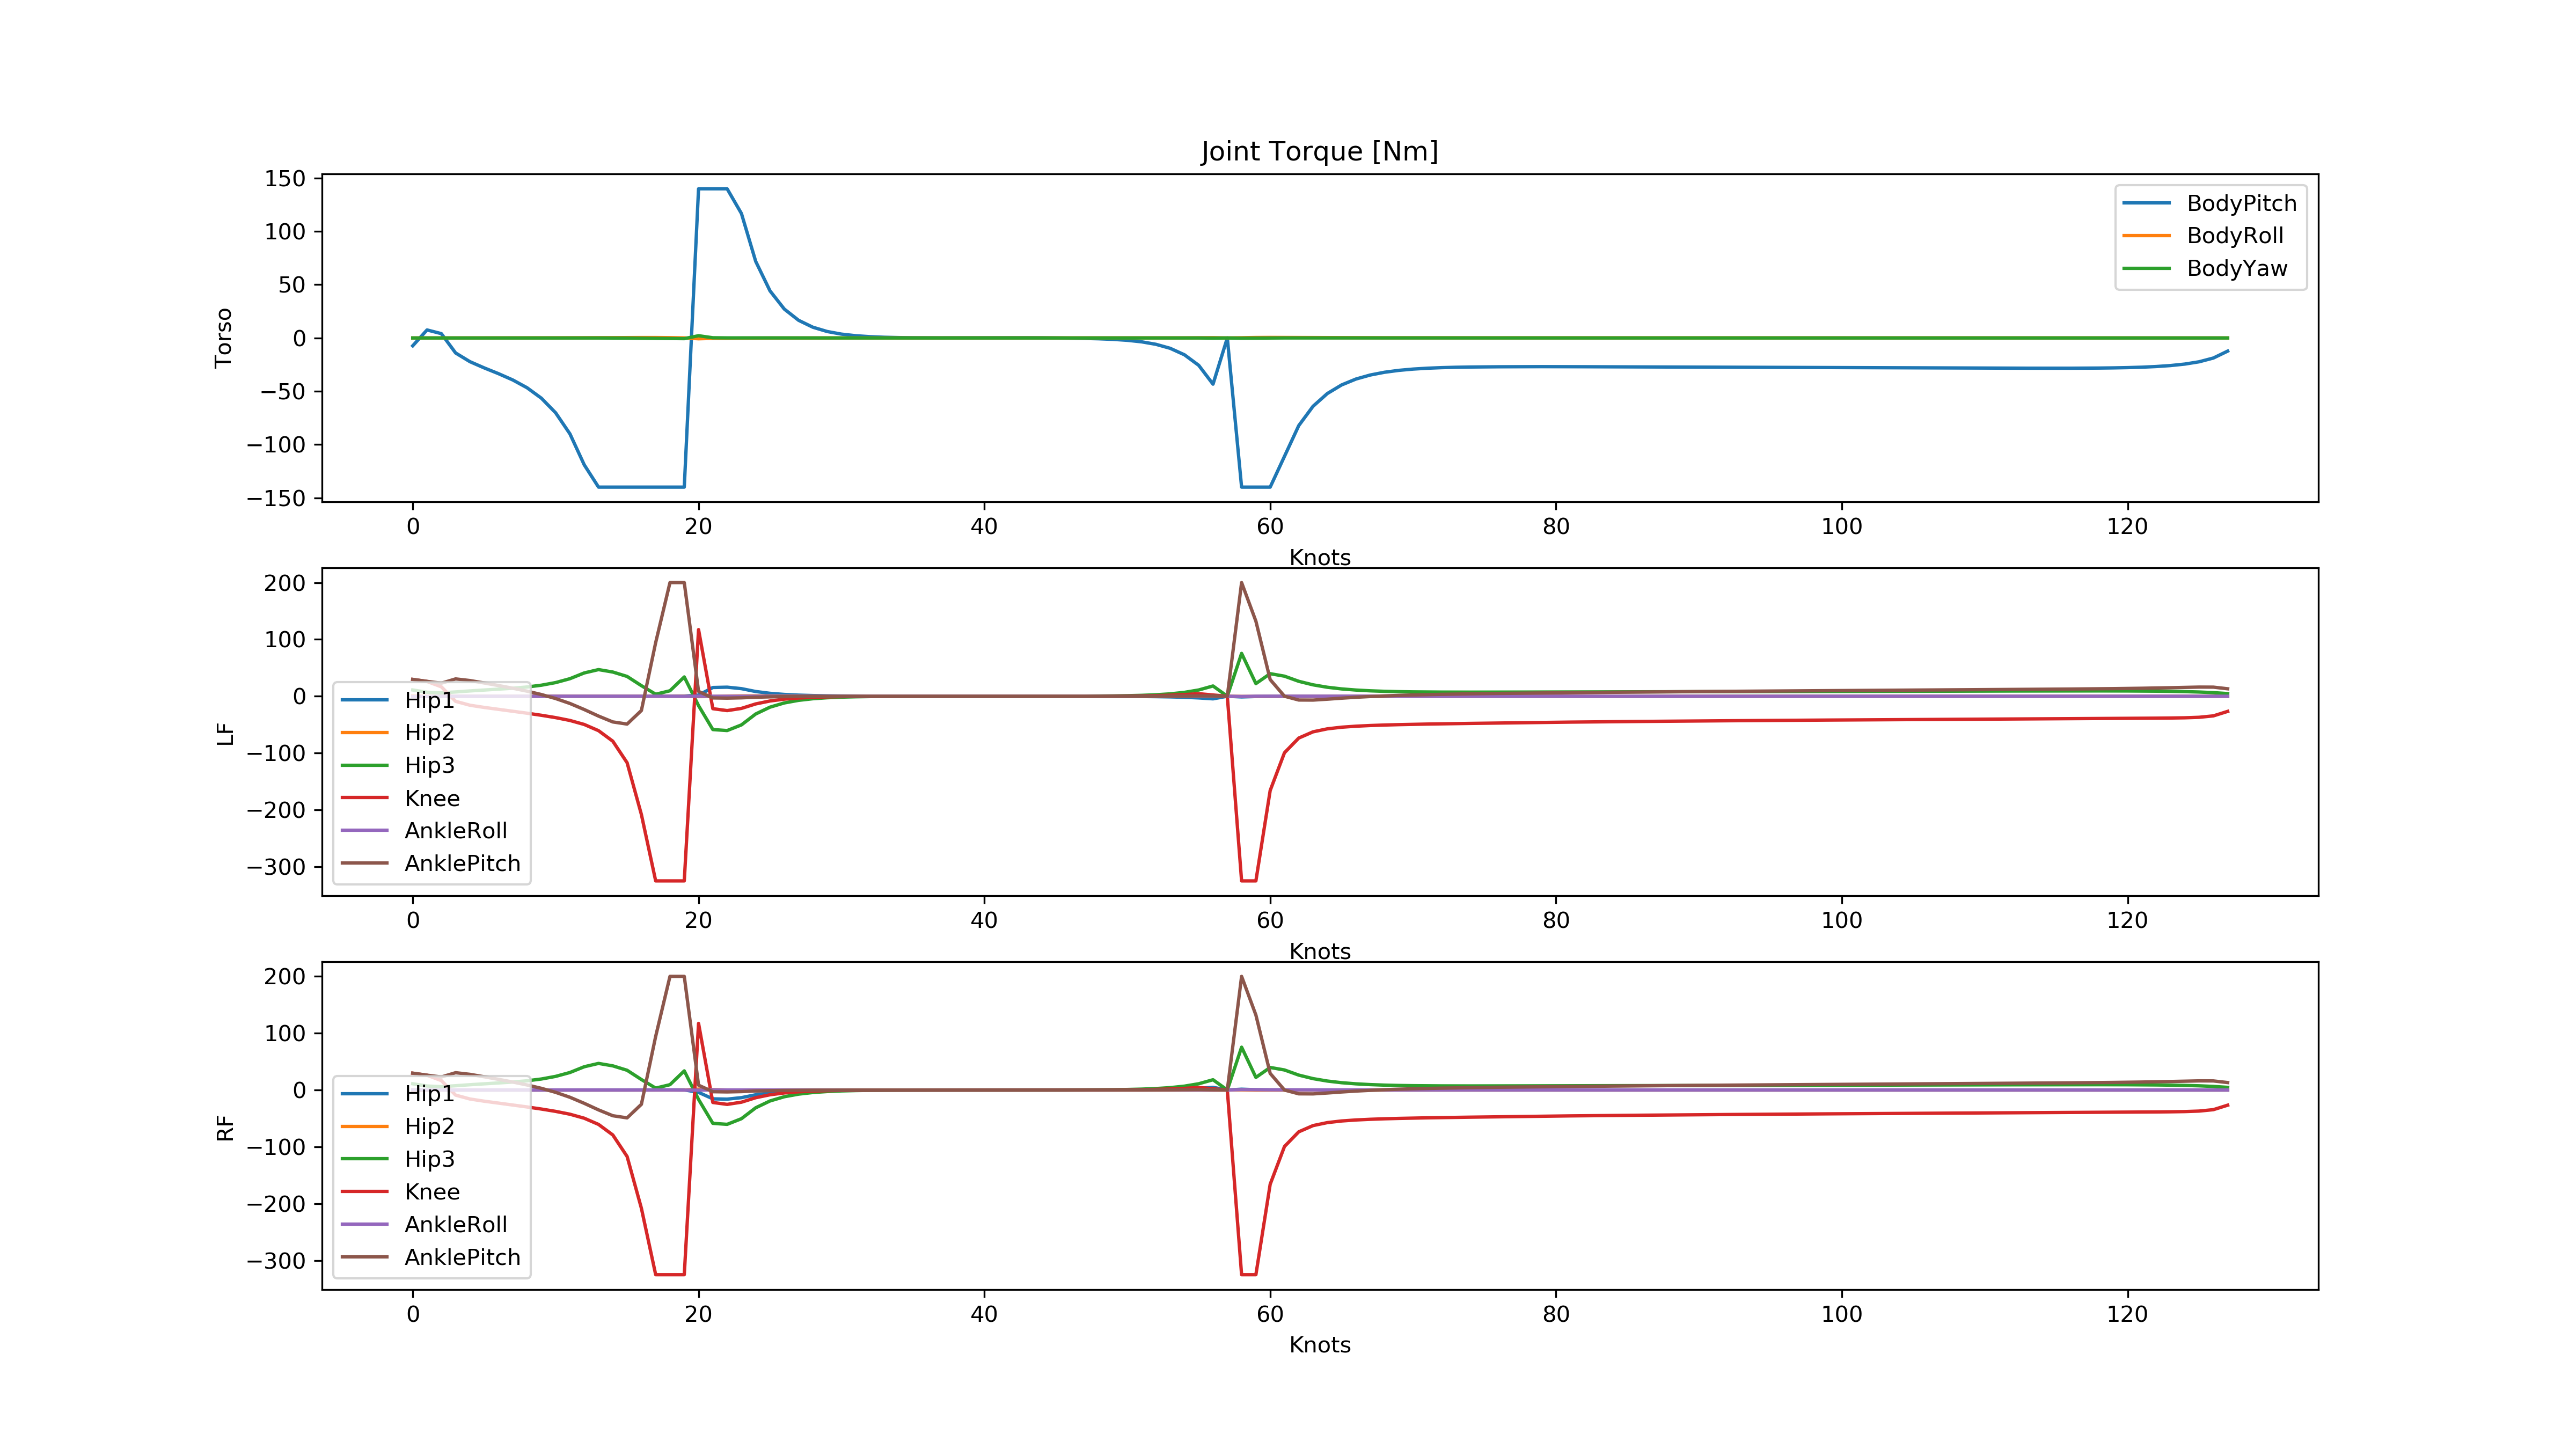 Joint Torque [Nm]
150
100
50
0
−50
−100
−150
Torso
BodyPitch
BodyRoll
BodyYaw
0 20 40 60 80 100 120
Knots
200
100
0
−100
−200
−300
LF
Hip1
Hip2
Hip3
Knee
AnkleRoll
AnklePitch
0 20 40 60 80 100 120
Knots
200
100
0
−100
−200
−300
RF
Hip1
Hip2
Hip3
Knee
AnkleRoll
AnklePitch
0 20 40 60 80 100 120
Knots